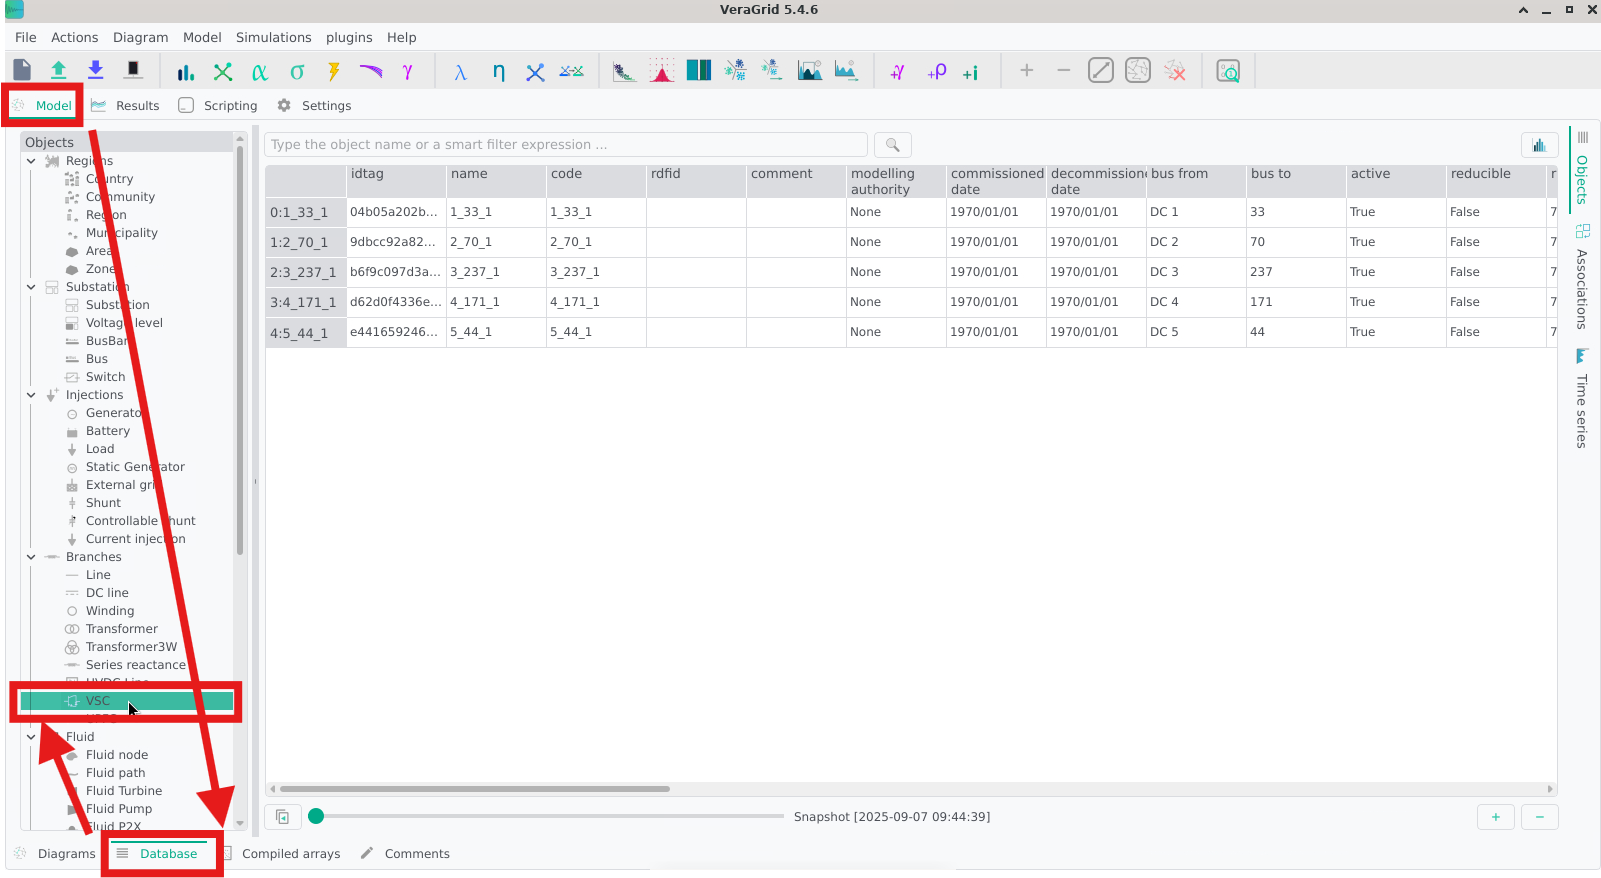 VeraGrid 5.4.6
File Actions Diagram Model Simulations plugins Help
Model Results Scripting Settings
Objects
Regions
Country
Community
Region
Municipality
Area
Zone
Substation
Substation
Voltage level
BusBar
Bus
Switch
Injections
Generator
Battery
Load
Static Generator
External grid
Shunt
Controllable shunt
Current injection
Branches
Line
DC line
Winding
Transformer
Transformer3W
Series reactance
HVDC Line
VSC
Fluid
Fluid node
Fluid path
Fluid Turbine
Fluid Pump
Fluid P2X
Type the object name or a smart filter expression ...
idtag name code rdfid comment modelling authority commissioned date decommission date bus from bus to active reducible r
0:1_33_1 04b05a202b... 1_33_1 1_33_1 None 1970/01/01 1970/01/01 DC 1 33 True False 7
1:2_70_1 9dbcc92a82... 2_70_1 2_70_1 None 1970/01/01 1970/01/01 DC 2 70 True False 7
2:3_237_1 b6f9c097d3a... 3_237_1 3_237_1 None 1970/01/01 1970/01/01 DC 3 237 True False 7
3:4_171_1 d62d0f4336e... 4_171_1 4_171_1 None 1970/01/01 1970/01/01 DC 4 171 True False 7
4:5_44_1 e441659246... 5_44_1 5_44_1 None 1970/01/01 1970/01/01 DC 5 44 True False 7
Snapshot [2025-09-07 09:44:39]
Objects
Associations
Time series
Diagrams Database Compiled arrays Comments